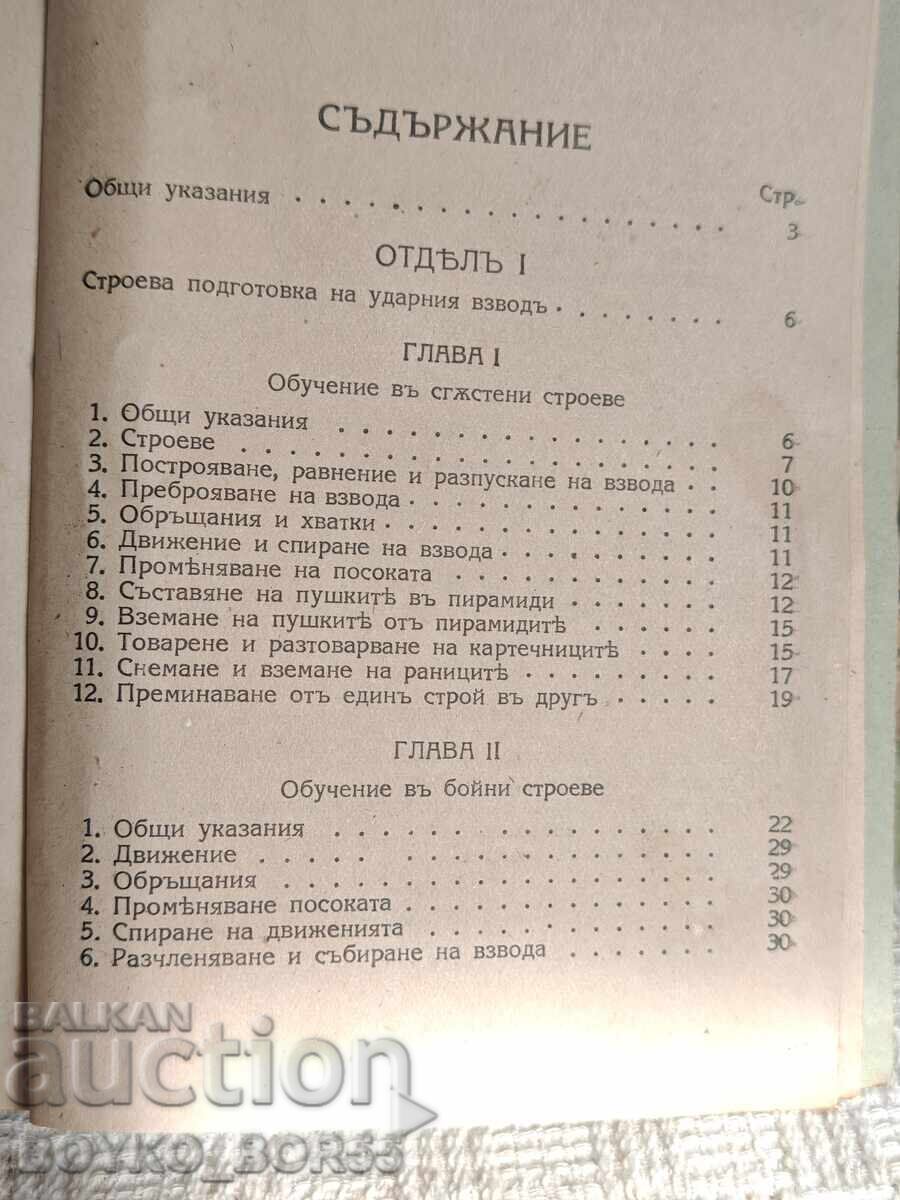 СЪДЪРЖАНИЕ
Стр.
Общи указания . . . . . . . . . . . . . . . . . . 3
ОТДѢЛЪ I
Строева подготовка на ударния взводъ . . . . . . . 6
ГЛАВА I
Обучение въ сгѫстени строеве
1. Общи указания . . . . . . . . . . . . . . . 6
2. Строеве . . . . . . . . . . . . . . . . . . 7
3. Построяване, равнение и разпускане на взвода . . 10
4. Преброяване на взвода . . . . . . . . . . . . 11
5. Обръщания и хватки . . . . . . . . . . . . . 11
6. Движение и спиране на взвода . . . . . . . . 11
7. Промѣняване на посоката . . . . . . . . . . 12
8. Съставяне на пушкитѣ въ пирамиди . . . . . . 12
9. Вземане на пушкитѣ отъ пирамидитѣ . . . . . 15
10. Товарене и разтоварване на картечницитѣ . . . . 15
11. Снемане и вземане на раницитѣ . . . . . . . . 17
12. Преминаване отъ единъ строй въ другъ . . . . . 19
ГЛАВА II
Обучение въ бойни строеве
1. Общи указания . . . . . . . . . . . . . . . 22
2. Движение . . . . . . . . . . . . . . . . . 29
3. Обръщания . . . . . . . . . . . . . . . . . 29
4. Промѣняване посоката . . . . . . . . . . . . 30
5. Спиране на движенията . . . . . . . . . . . 30
6. Разчленяване и събиране на взвода . . . . . . 30
BALKAN
auction
BOYKO_BOR55